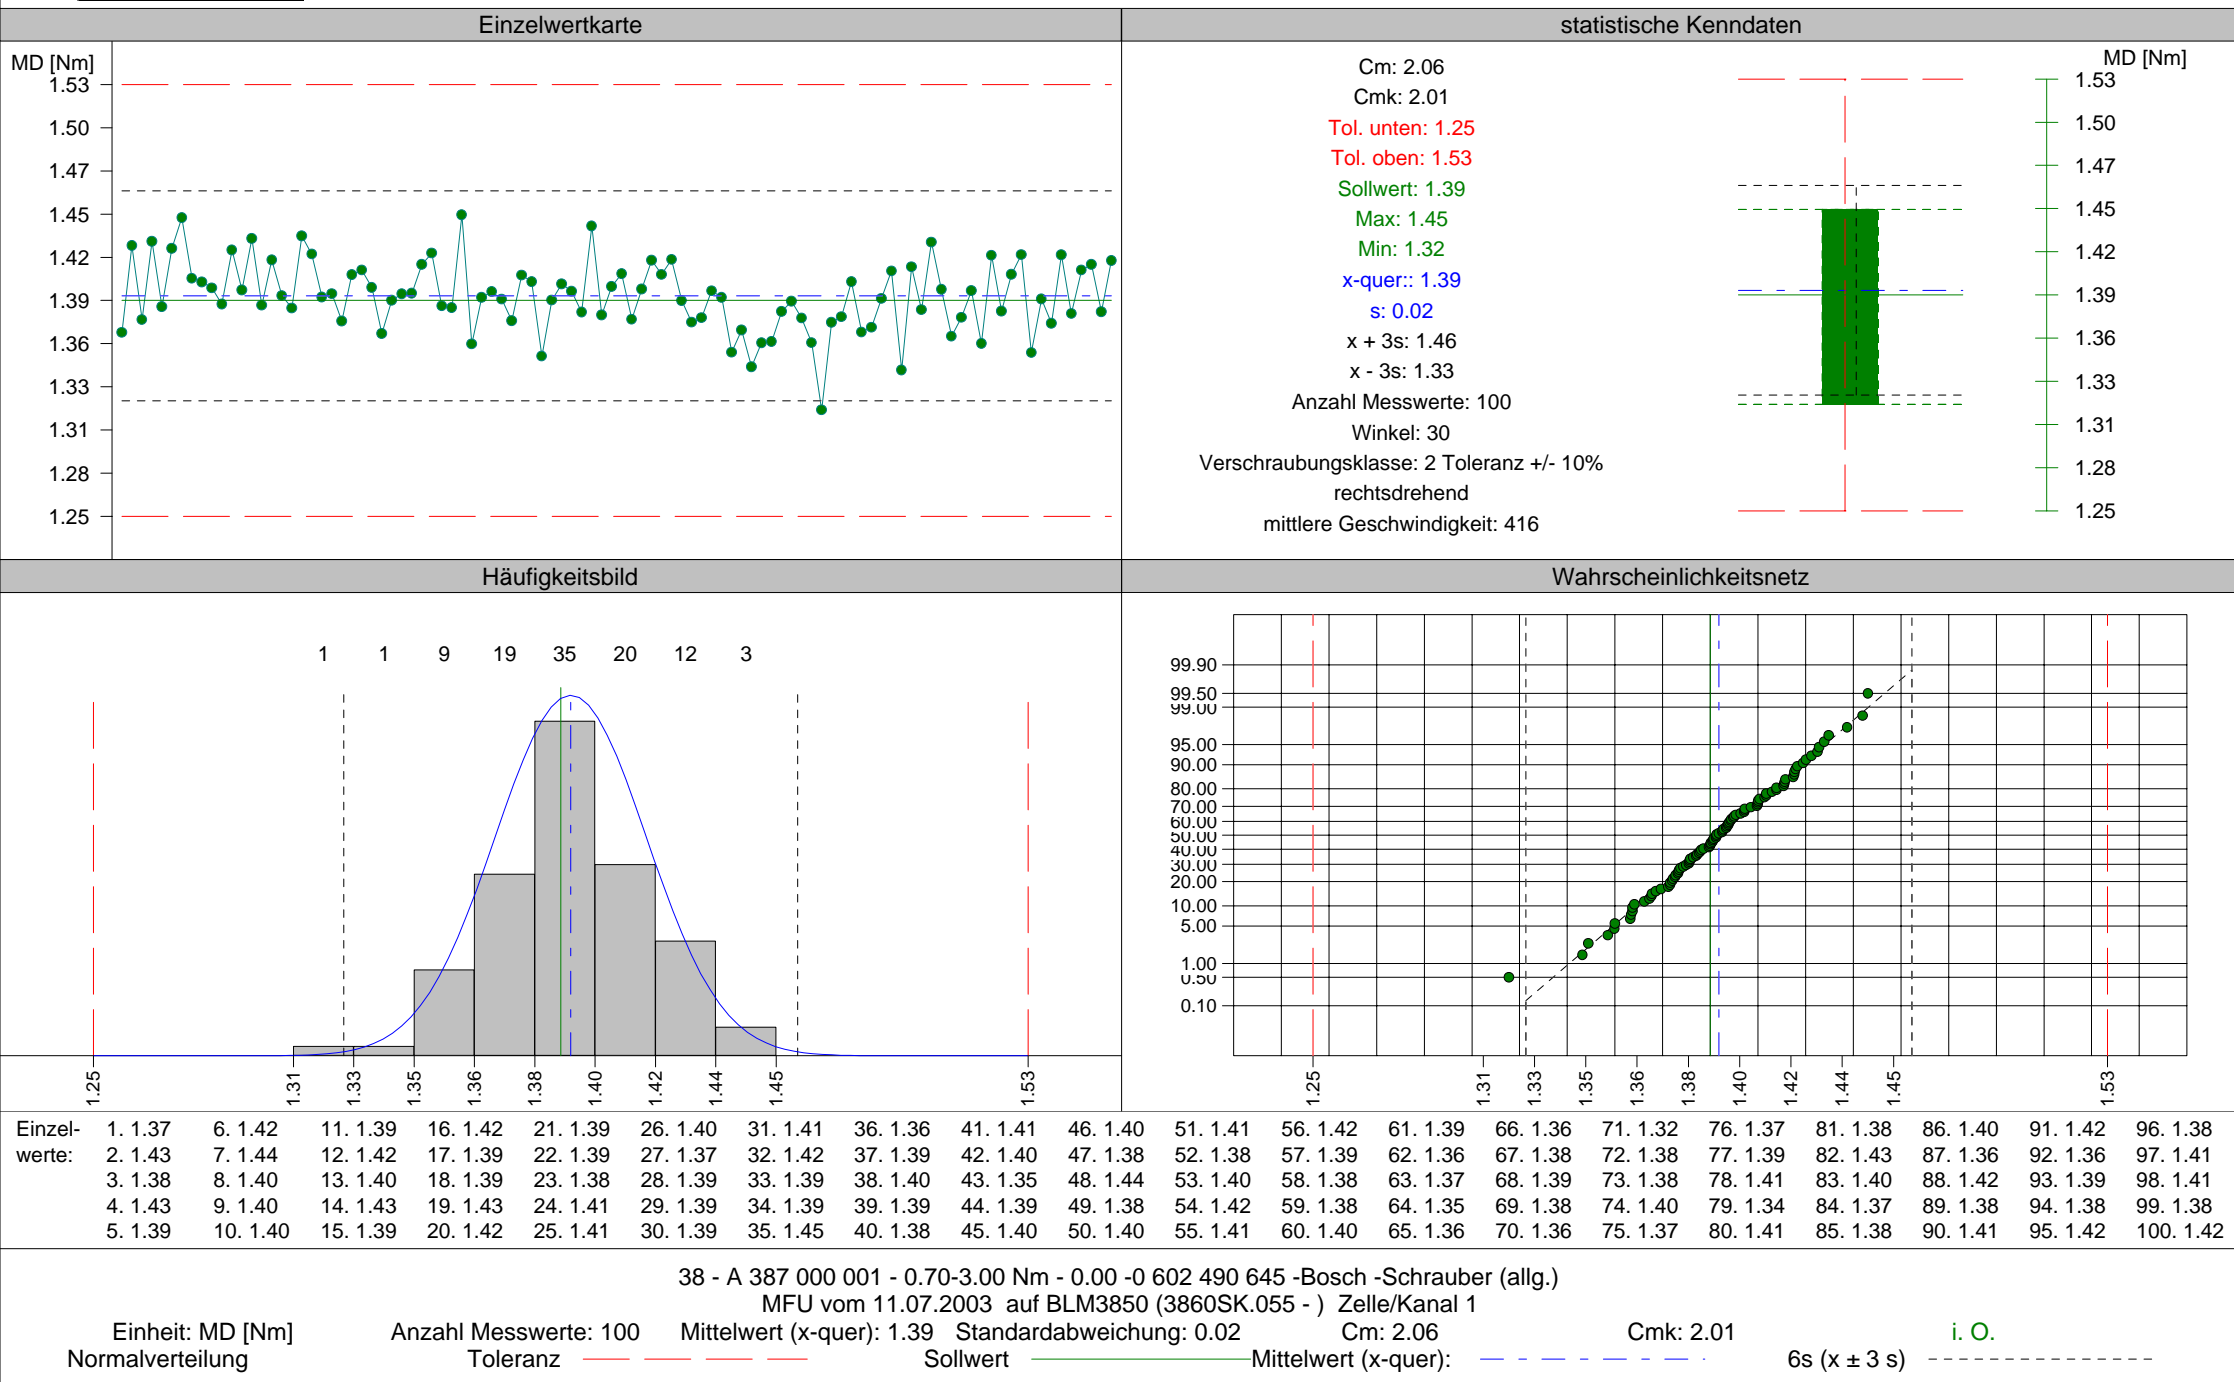 Einzelwertkarte
MD [Nm]
1.53
1.50
1.47
1.45
1.42
1.39
1.36
1.33
1.31
1.28
1.25
statistische Kenndaten
Cm: 2.06
Cmk: 2.01
Tol. unten: 1.25
Tol. oben: 1.53
Sollwert: 1.39
Max: 1.45
Min: 1.32
x-quer:: 1.39
s: 0.02
x + 3s: 1.46
x - 3s: 1.33
Anzahl Messwerte: 100
Winkel: 30
Verschraubungsklasse: 2 Toleranz +/- 10%
rechtsdrehend
mittlere Geschwindigkeit: 416
MD [Nm]
1.53
1.50
1.47
1.45
1.42
1.39
1.36
1.33
1.31
1.28
1.25
Häufigkeitsbild
1 1 9 19 35 20 12 3
1.25 1.31 1.33 1.35 1.36 1.38 1.40 1.42 1.44 1.45 1.53
Wahrscheinlichkeitsnetz
99.90
99.50
99.00
95.00
90.00
80.00
70.00
60.00
50.00
40.00
30.00
20.00
10.00
5.00
1.00
0.50
0.10
1.25 1.31 1.33 1.35 1.36 1.38 1.40 1.42 1.44 1.45 1.53
Einzel- 1. 1.37 6. 1.42 11. 1.39 16. 1.42 21. 1.39 26. 1.40 31. 1.41 36. 1.36 41. 1.41 46. 1.40 51. 1.41 56. 1.42 61. 1.39 66. 1.36 71. 1.32 76. 1.37 81. 1.38 86. 1.40 91. 1.42 96. 1.38
werte: 2. 1.43 7. 1.44 12. 1.42 17. 1.39 22. 1.39 27. 1.37 32. 1.42 37. 1.39 42. 1.40 47. 1.38 52. 1.38 57. 1.39 62. 1.36 67. 1.38 72. 1.38 77. 1.39 82. 1.43 87. 1.36 92. 1.36 97. 1.41
3. 1.38 8. 1.40 13. 1.40 18. 1.39 23. 1.38 28. 1.39 33. 1.39 38. 1.40 43. 1.35 48. 1.44 53. 1.40 58. 1.38 63. 1.37 68. 1.39 73. 1.38 78. 1.41 83. 1.40 88. 1.42 93. 1.39 98. 1.41
4. 1.43 9. 1.40 14. 1.43 19. 1.43 24. 1.41 29. 1.39 34. 1.39 39. 1.39 44. 1.39 49. 1.38 54. 1.42 59. 1.38 64. 1.35 69. 1.38 74. 1.40 79. 1.34 84. 1.37 89. 1.38 94. 1.38 99. 1.38
5. 1.39 10. 1.40 15. 1.39 20. 1.42 25. 1.41 30. 1.39 35. 1.45 40. 1.38 45. 1.40 50. 1.40 55. 1.41 60. 1.40 65. 1.36 70. 1.36 75. 1.37 80. 1.41 85. 1.38 90. 1.41 95. 1.42 100. 1.42
38 - A 387 000 001 - 0.70-3.00 Nm - 0.00 -0 602 490 645 -Bosch -Schrauber (allg.)
MFU vom 11.07.2003 auf BLM3850 (3860SK.055 - ) Zelle/Kanal 1
Einheit: MD [Nm] Anzahl Messwerte: 100 Mittelwert (x-quer): 1.39 Standardabweichung: 0.02 Cm: 2.06 Cmk: 2.01 i. O.
Normalverteilung Toleranz Sollwert Mittelwert (x-quer): 6s (x ± 3 s)